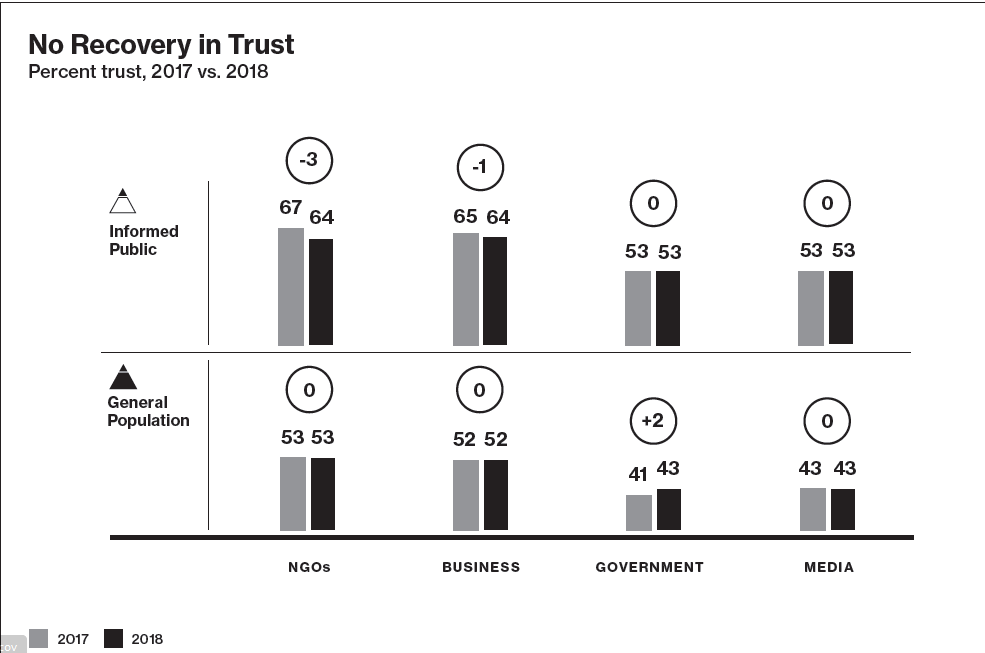 No Recovery in Trust
Percent trust, 2017 vs. 2018
-3
-1
0
0
67
64
65
64
53
53
53
53
Informed
Public
0
0
+2
0
53
53
52
52
41
43
43
43
General
Population
NGOs
BUSINESS
GOVERNMENT
MEDIA
2017
2018